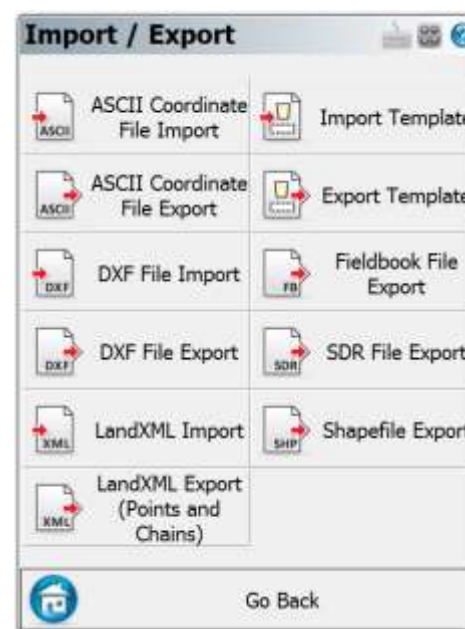 Import / Export
ASCII
ASCII Coordinate
File Import
Import Template
ASCII
ASCII Coordinate
File Export
Export Template
DXF
DXF File Import
FB
Fieldbook File
Export
DXF
DXF File Export
SDR
SDR File Export
XML
LandXML Import
SHP
Shapefile Export
XML
LandXML Export
(Points and
Chains)
Go Back